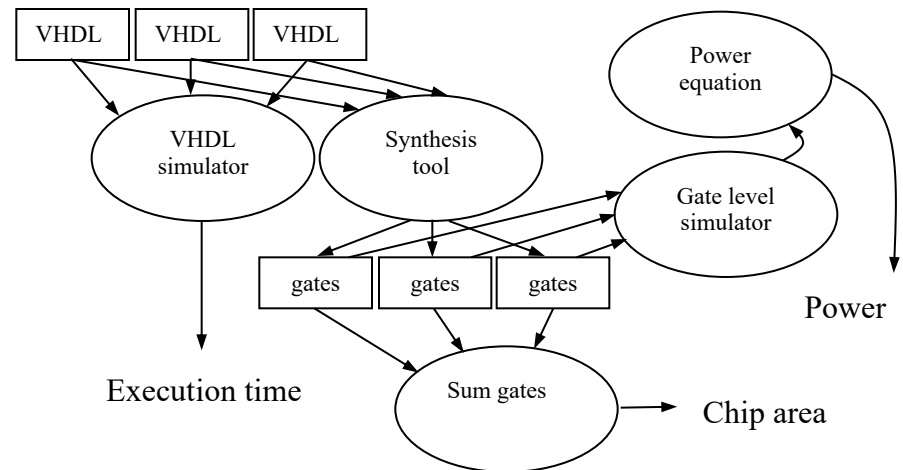 VHDL
VHDL
VHDL
Power
equation
VHDL
simulator
Synthesis
tool
Gate level
simulator
gates
gates
gates
Power
Execution time
Sum gates
Chip area